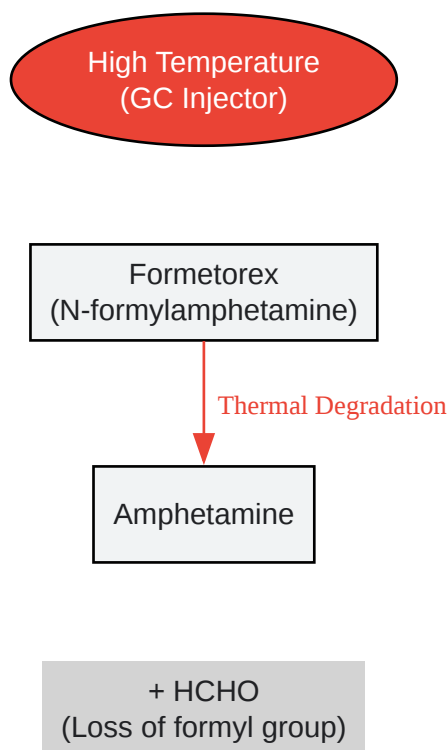 High Temperature
(GC Injector)
Formetorex
(N-formylamphetamine)
Thermal Degradation
Amphetamine
+ HCHO
(Loss of formyl group)